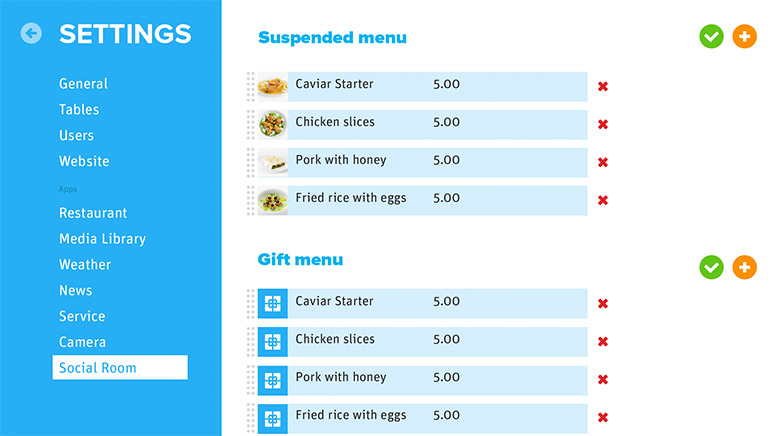 SETTINGS
General
Tables
Users
Website
Apps
Restaurant
Media Library
Weather
News
Service
Camera
Social Room
Suspended menu
Caviar Starter 5.00
Chicken slices 5.00
Pork with honey 5.00
Fried rice with eggs 5.00
Gift menu
Caviar Starter 5.00
Chicken slices 5.00
Pork with honey 5.00
Fried rice with eggs 5.00